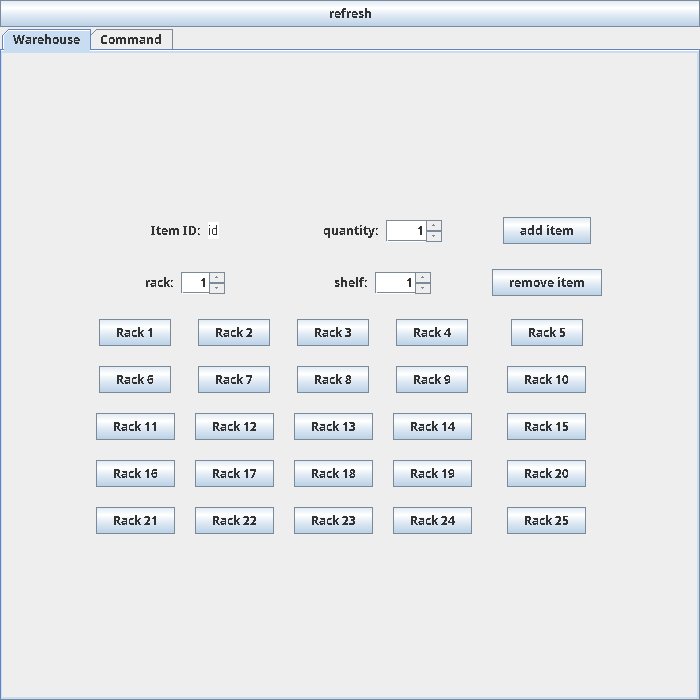 refresh
Warehouse Command
Item ID: id quantity: 1 add item
rack: 1 shelf: 1 remove item
Rack 1 Rack 2 Rack 3 Rack 4 Rack 5
Rack 6 Rack 7 Rack 8 Rack 9 Rack 10
Rack 11 Rack 12 Rack 13 Rack 14 Rack 15
Rack 16 Rack 17 Rack 18 Rack 19 Rack 20
Rack 21 Rack 22 Rack 23 Rack 24 Rack 25